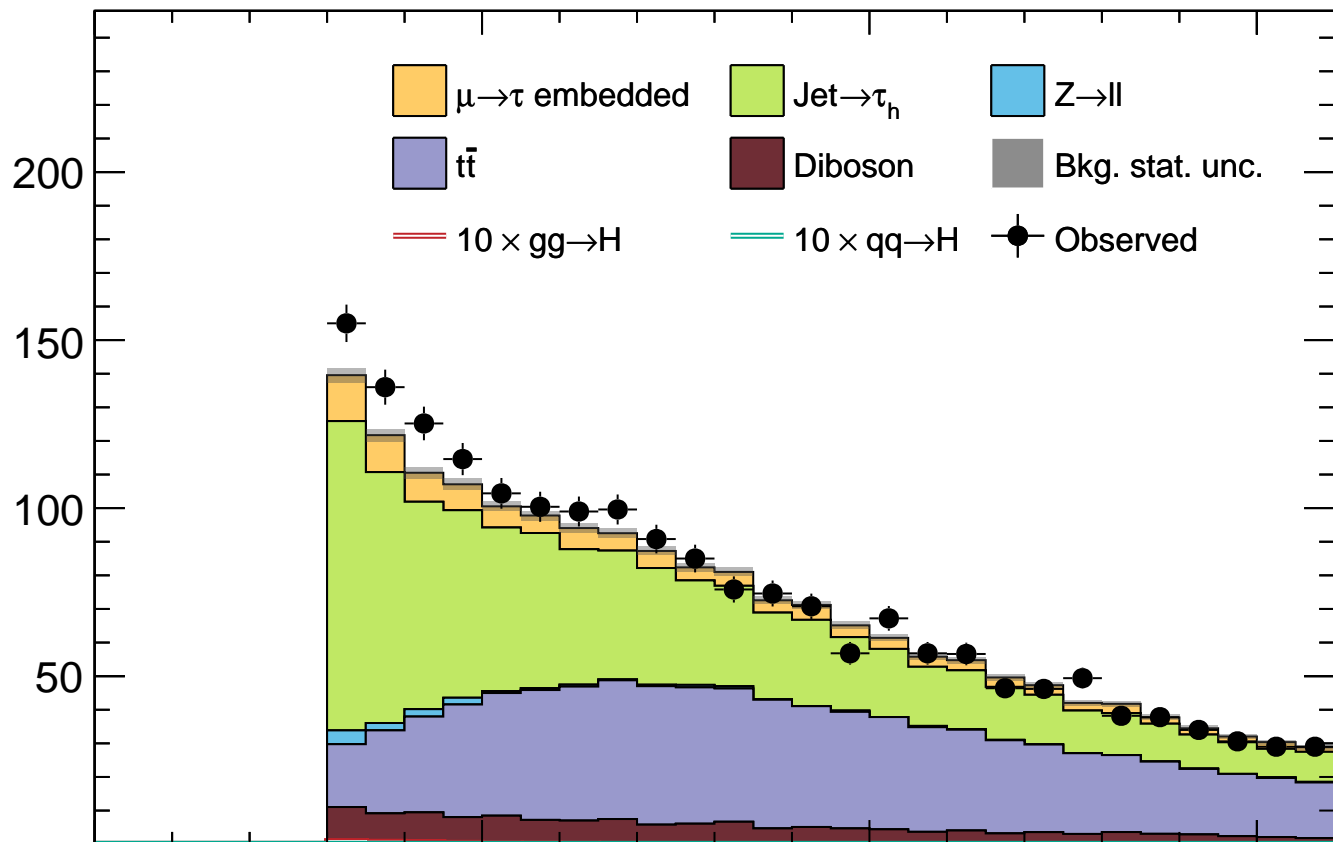 μ→τ embedded Jet→τh Z→ll
tt̄ Diboson Bkg. stat. unc.
10 × gg→H 10 × qq→H Observed
200
150
100
50